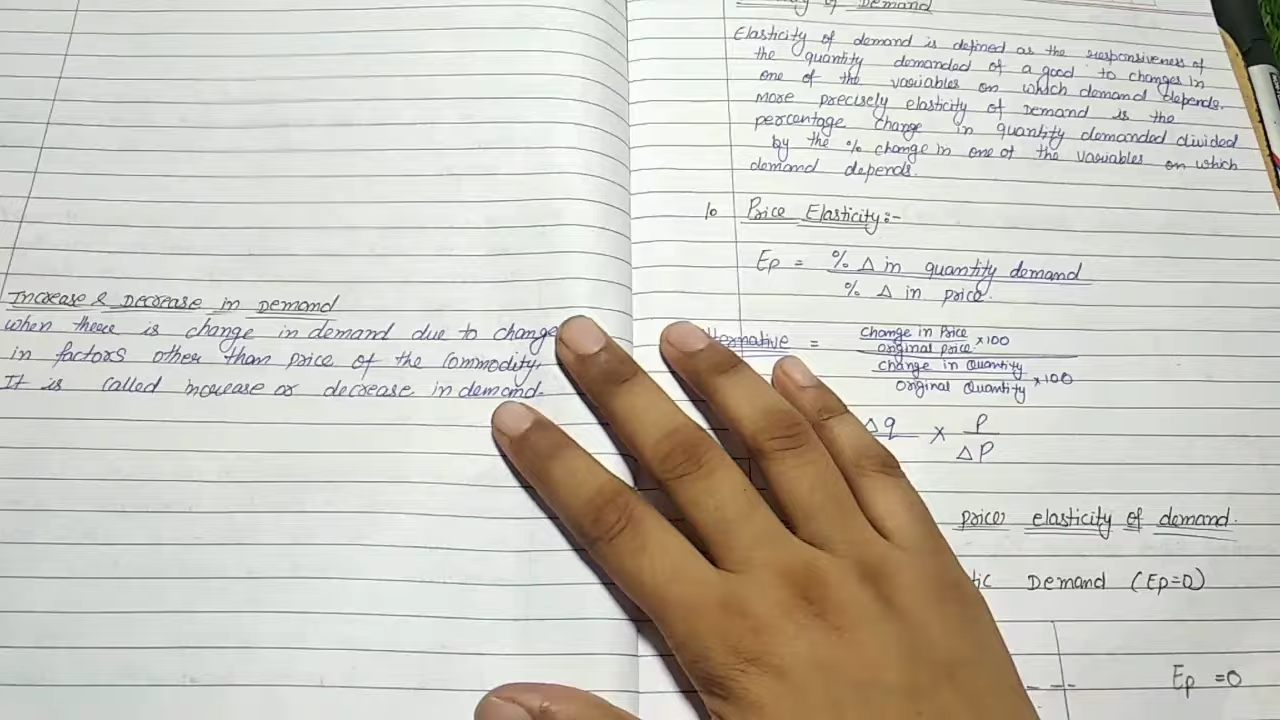 Increase & Decrease in Demand
when there is change in demand due to change
in factors other than price of the commodity.
It is called increase or decrease in demand.
of Demand
Elasticity of demand is defined as the responsiveness of
the quantity demanded of a good to changes in
one of the variables on which demand depends.
more precisely elasticity of Demand is the
percentage change in quantity demanded divided
by the % change in one of the variables on which
demand depends.
1. Price Elasticity:-
Ep = % Δ in quantity demand
% Δ in price.
= change in Price
original price ×100
change in Quantity
original Quantity ×100
Δq × P
ΔP
price elasticity of demand.
Demand (Ep=0)
Ep =0